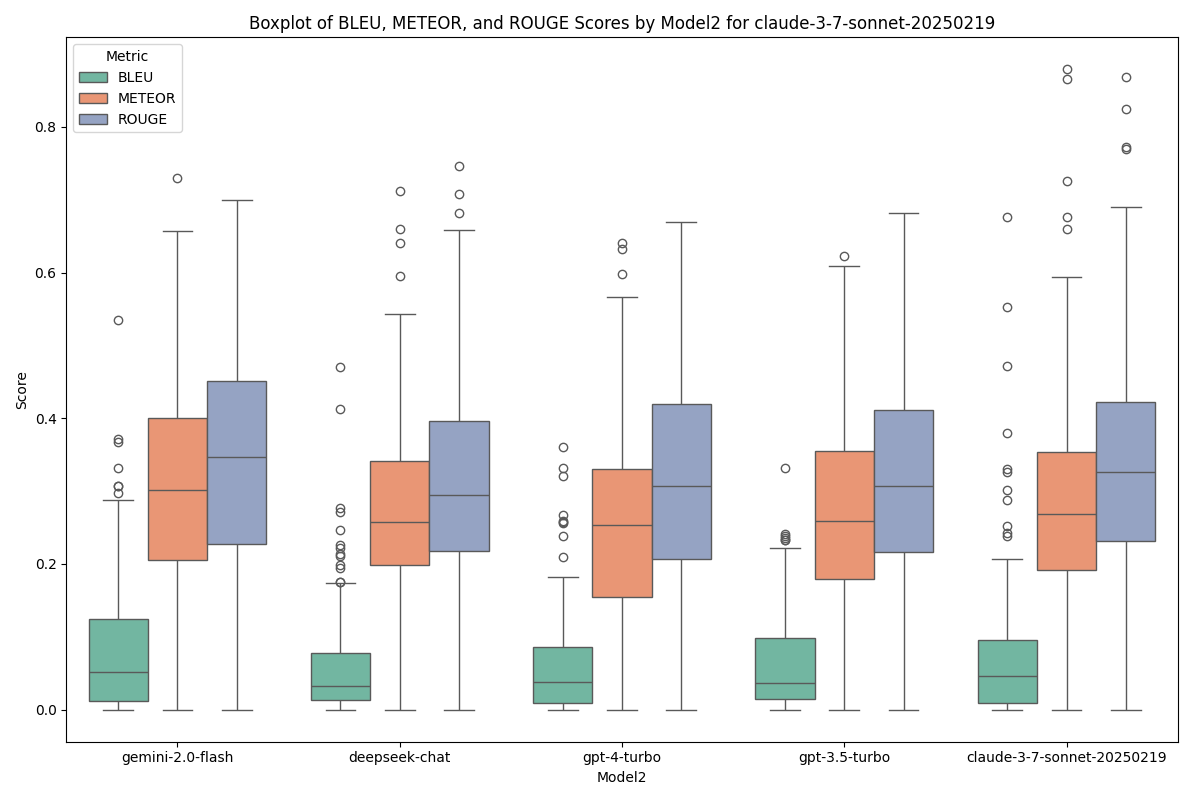 Boxplot of BLEU, METEOR, and ROUGE Scores by Model2 for claude-3-7-sonnet-20250219
Metric
BLEU
METEOR
ROUGE
Score
0.8
0.6
0.4
0.2
0.0
gemini-2.0-flash
deepseek-chat
gpt-4-turbo
gpt-3.5-turbo
claude-3-7-sonnet-20250219
Model2